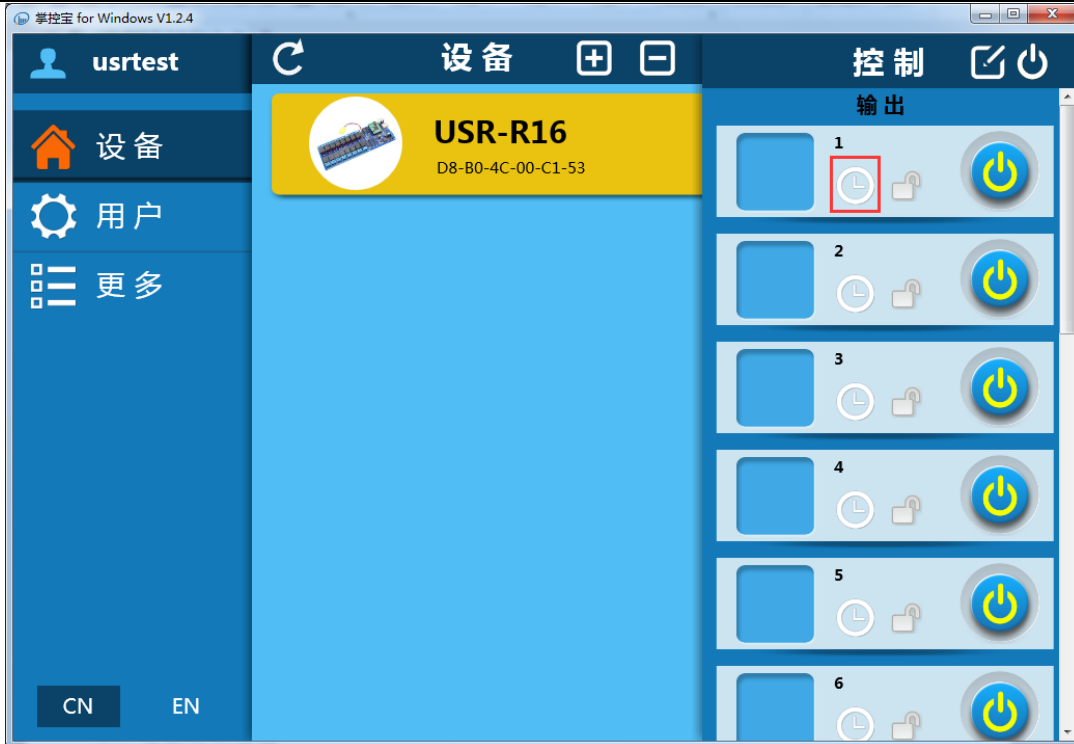 掌控宝 for Windows V1.2.4
usrtest
设备
用户
更多
CN EN
设备
USR-R16
D8-B0-4C-00-C1-53
控制
输出
1
2
3
4
5
6